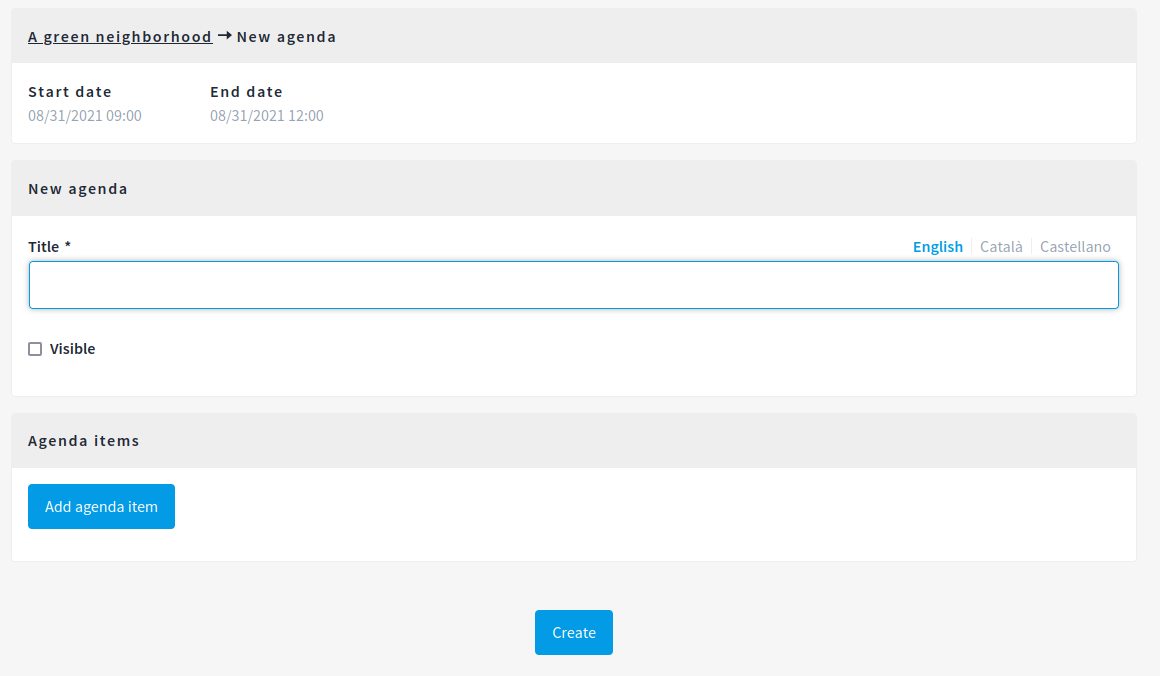 A green neighborhood → New agenda
Start date End date
08/31/2021 09:00 08/31/2021 12:00
New agenda
Title * English Català Castellano
Visible
Agenda items
Add agenda item
Create